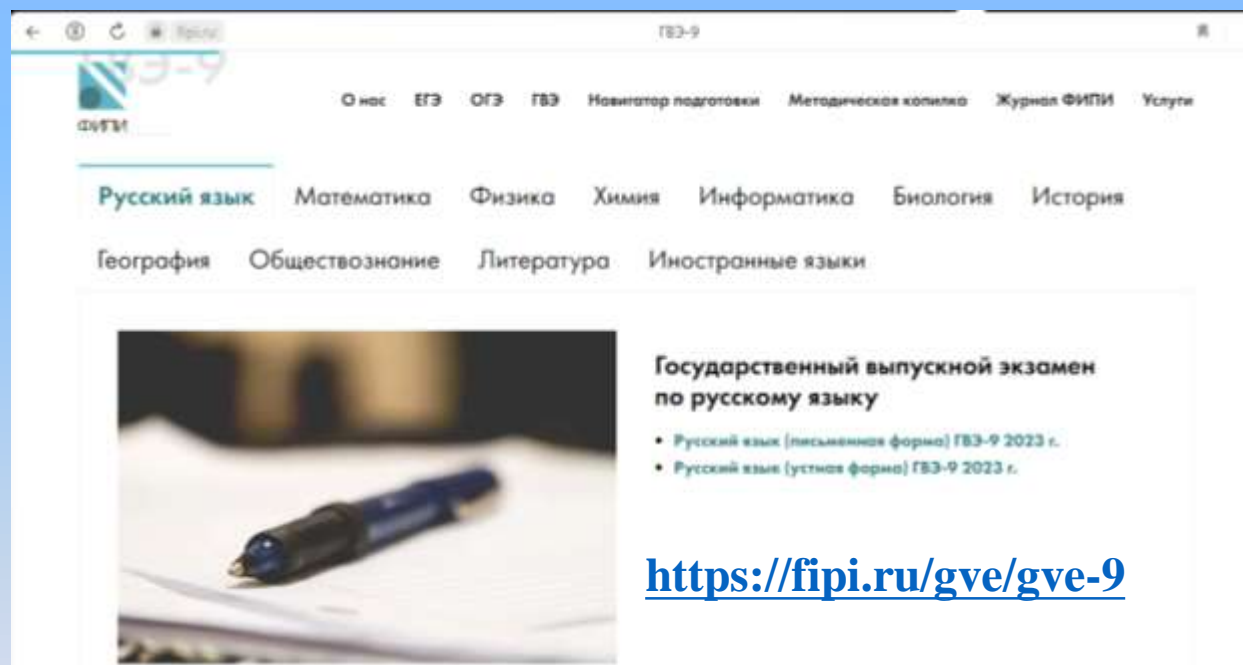 fipi.ru
ГВЭ-9
ГВЭ-9
ФИПИ
О нас ЕГЭ ОГЭ ГВЭ Навигатор подготовки Методическая копилка Журнал ФИПИ Услуги
Русский язык Математика Физика Химия Информатика Биология История
География Обществознание Литература Иностранные языки
Государственный выпускной экзамен
по русскому языку
• Русский язык (письменная форма) ГВЭ-9 2023 г.
• Русский язык (устная форма) ГВЭ-9 2023 г.
https://fipi.ru/gve/gve-9